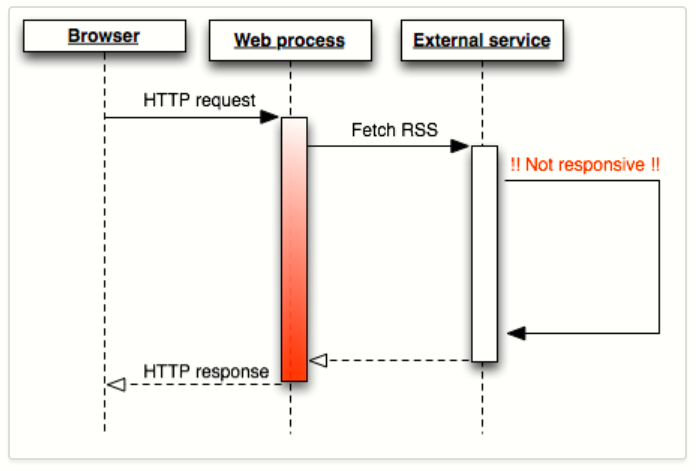 Browser
Web process
External service
HTTP request
Fetch RSS
!! Not responsive !!
HTTP response